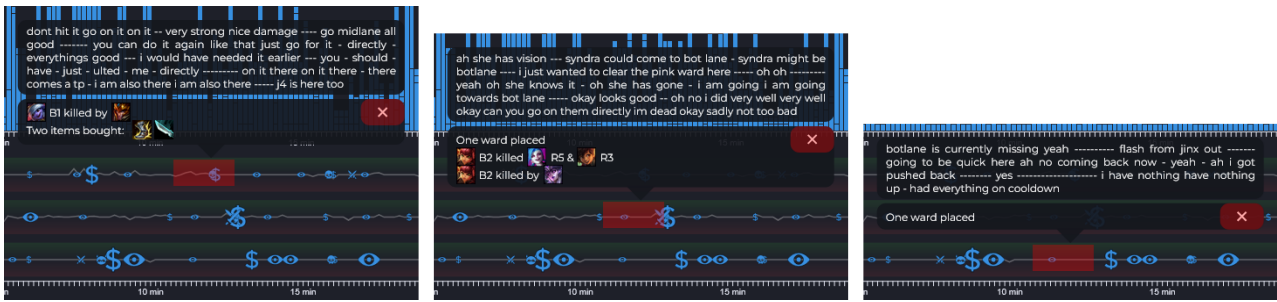 dont hit it go on it on it -- very strong nice damage ---- go midlane all
good ------- you can do it again like that just go for it - directly -
everythings good --- i would have needed it earlier --- you - should -
have - just - ulted - me - directly --------- on it there on it there - there
comes a tp - i am also there i am also there ----- j4 is here too
B1 killed by
Two items bought:
$ $ $ $
$ $ $
$ $ $ $
n 10 min 15 min
ah she has vision --- syndra could come to bot lane - syndra might be
botlane ---- i just wanted to clear the pink ward here ----- oh oh ---------
yeah oh she knows it - oh she has gone - i am going i am going
towards bot lane ----- okay looks good -- oh no i did very well very well
okay can you go on them directly im dead okay sadly not too bad
One ward placed
B2 killed R5 & R3
B2 killed by
n 10 min 15 min
botlane is currently missing yeah ---------- flash from jinx out -------
going to be quick here ah no coming back now - yeah - ah i got
pushed back -------- yes -------------------- i have nothing have nothing
up - had everything on cooldown
One ward placed
n 10 min 15 min